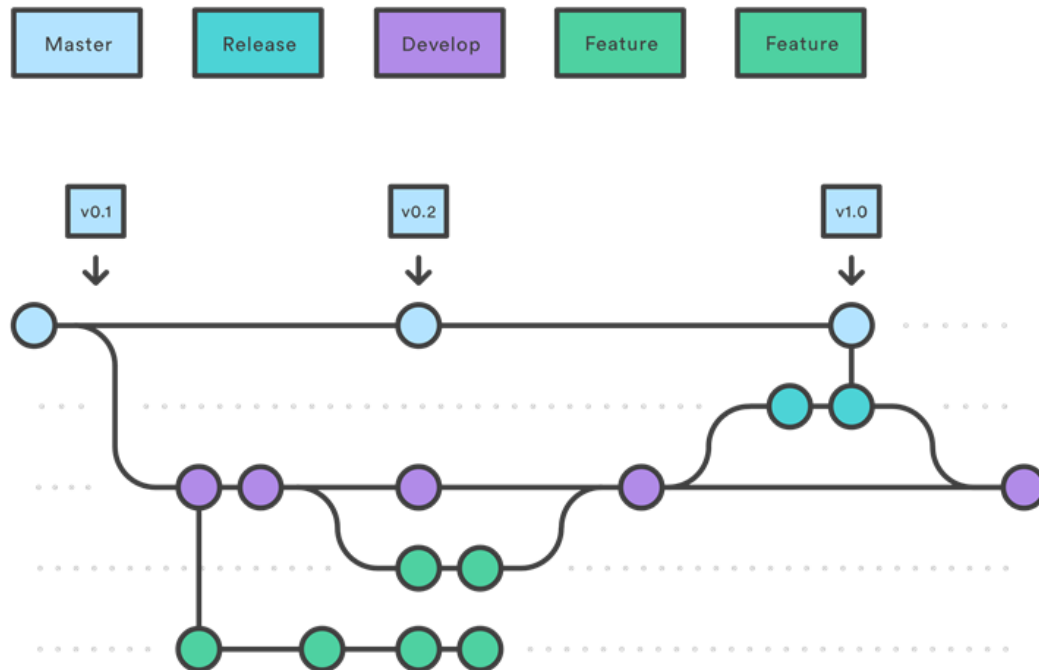 Master
Release
Develop
Feature
Feature
v0.1
v0.2
v1.0